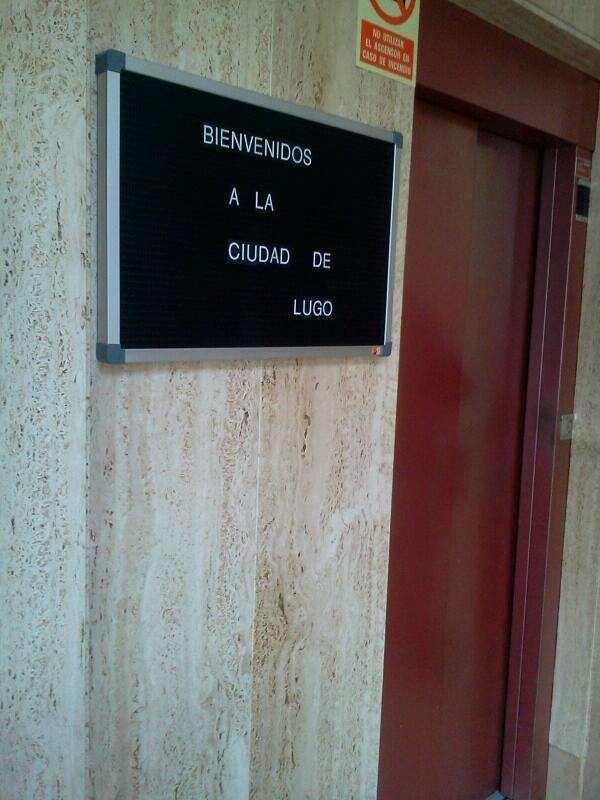 BIENVENIDOS
A LA
CIUDAD DE
LUGO
NO UTILIZAR
EL ASCENSOR EN
CASO DE INCENDIO